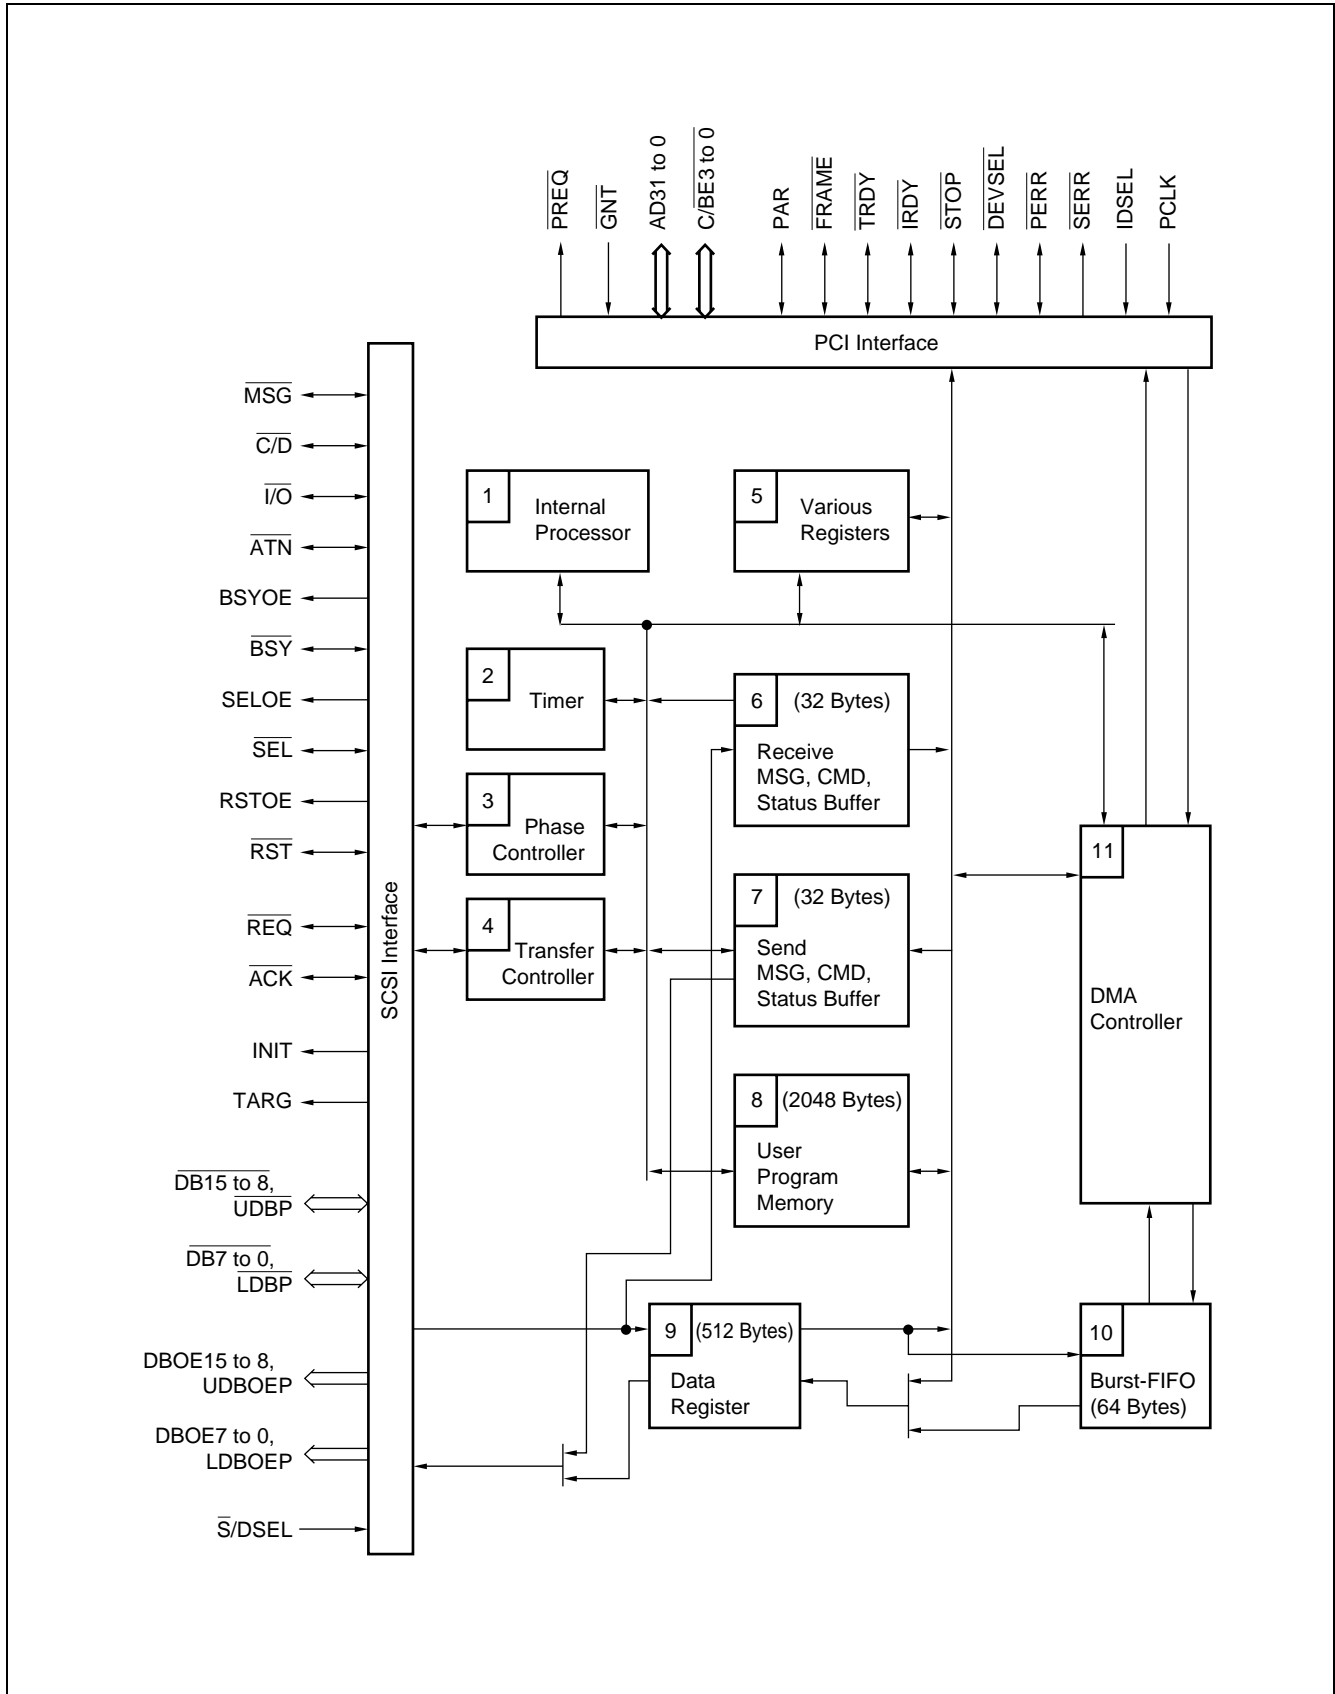 PREQ
GNT
AD31 to 0
C/BE3 to 0
PAR
FRAME
TRDY
IRDY
STOP
DEVSEL
PERR
SERR
IDSEL
PCLK
PCI Interface
MSG
C/D
I/O
ATN
BSYOE
BSY
SELOE
SEL
RSTOE
RST
REQ
ACK
INIT
TARG
DB15 to 8,
UDBP
DB7 to 0,
LDBP
DBOE15 to 8,
UDBOEP
DBOE7 to 0,
LDBOEP
S/DSEL
SCSI Interface
1
Internal
Processor
2
Timer
3
Phase
Controller
4
Transfer
Controller
5
Various
Registers
6 (32 Bytes)
Receive
MSG, CMD,
Status Buffer
7 (32 Bytes)
Send
MSG, CMD,
Status Buffer
8 (2048 Bytes)
User
Program
Memory
9 (512 Bytes)
Data
Register
10
Burst-FIFO
(64 Bytes)
11
DMA
Controller